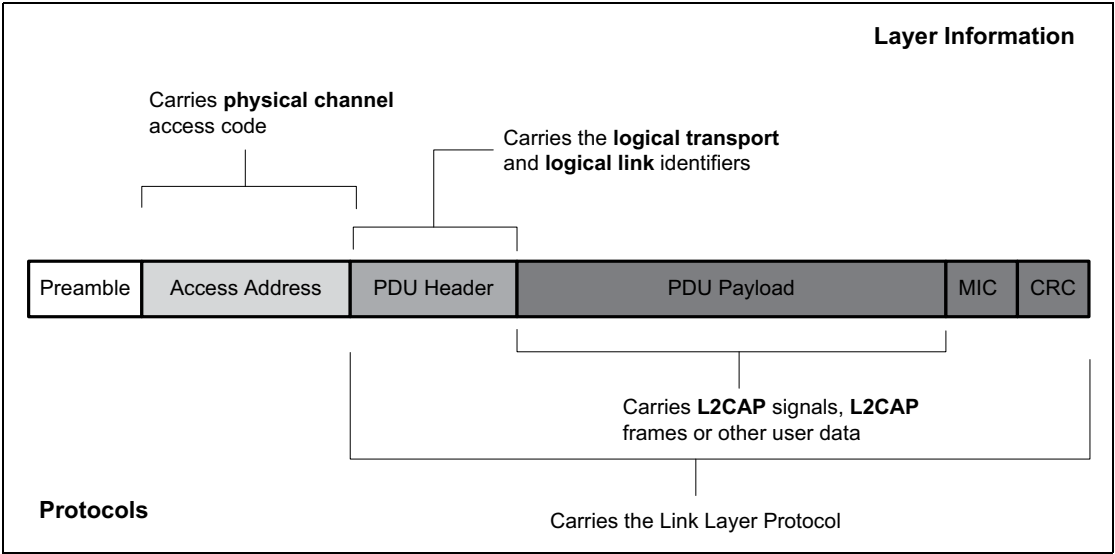 Layer Information
Carries physical channel
access code
Carries the logical transport
and logical link identifiers
Preamble
Access Address
PDU Header
PDU Payload
MIC
CRC
Carries L2CAP signals, L2CAP
frames or other user data
Protocols
Carries the Link Layer Protocol